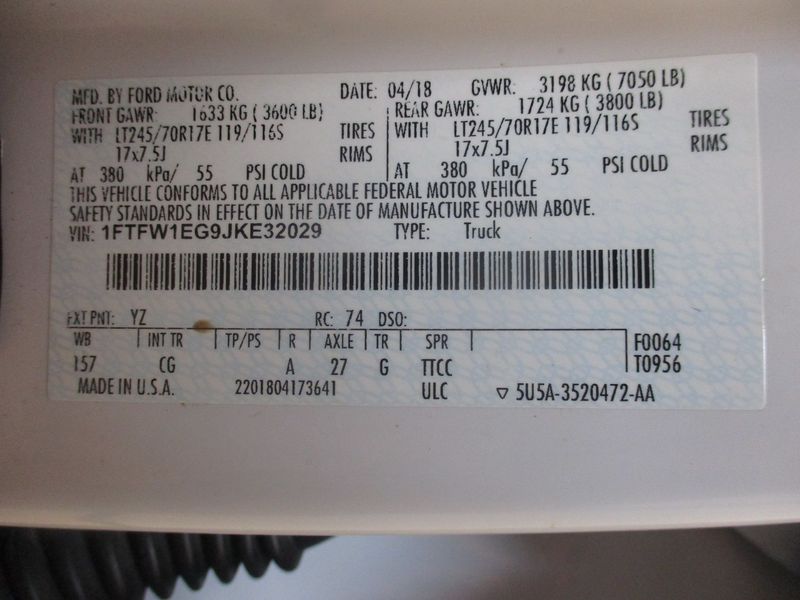 MFD. BY FORD MOTOR CO. DATE: 04/18 GVWR: 3198 KG ( 7050 LB)
FRONT GAWR: 1633 KG ( 3600 LB) REAR GAWR: 1724 KG ( 3800 LB)
WITH LT245/70R17E 119/116S TIRES WITH LT245/70R17E 119/116S TIRES
17x7.5J RIMS 17x7.5J RIMS
AT 380 kPa/ 55 PSI COLD AT 380 kPa/ 55 PSI COLD
THIS VEHICLE CONFORMS TO ALL APPLICABLE FEDERAL MOTOR VEHICLE
SAFETY STANDARDS IN EFFECT ON THE DATE OF MANUFACTURE SHOWN ABOVE.
VIN: 1FTFW1EG9JKE32029 TYPE: Truck
EXT PNT: YZ RC: 74 DSO:
WB INT TR TP/PS R AXLE TR SPR F0064
157 CG A 27 G TTCC T0956
MADE IN U.S.A. 2201804173641 ULC ▽ 5U5A-3520472-AA